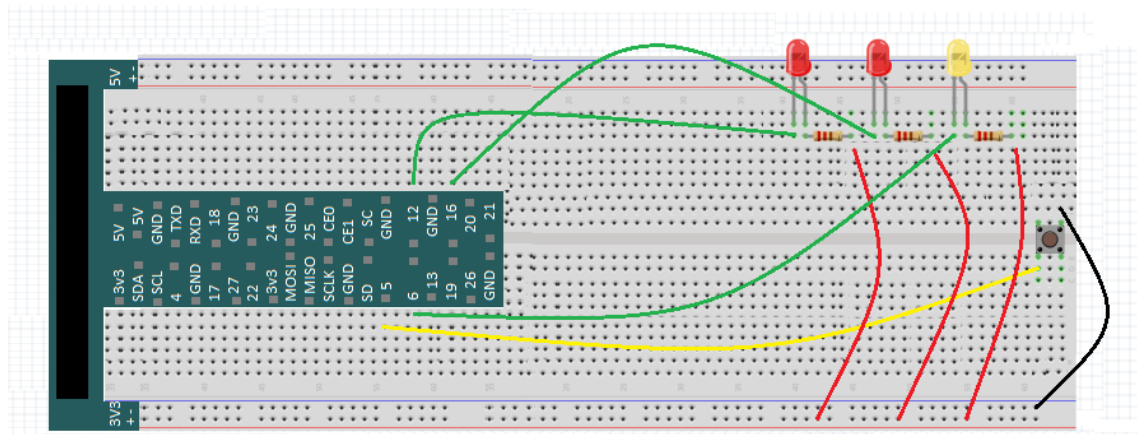 5V
+ -
5V
5V
GND
TXD
RXD
18
GND
23
24
GND
25
CE0
CE1
SC
GND
12
GND
16
20
21
3v3
SDA
SCL
4
GND
17
27
22
3v3
MOSI
MISO
SCLK
GND
SD
5
6
13
19
26
GND
3V3
+ -